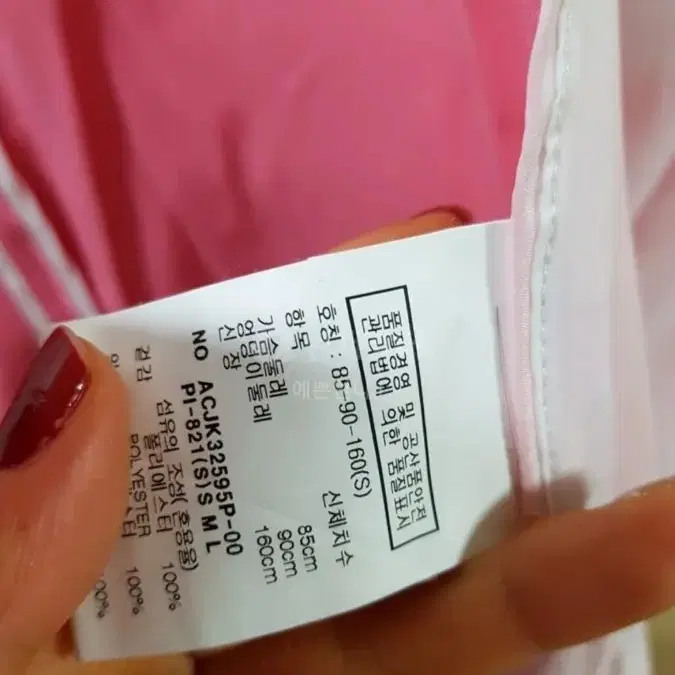 품질경영 및 공산품안전
관리법에 의한 품질표시
호칭 : 85-90-160(S)
항목 신체치수
가슴둘레 85cm
엉덩이둘레 90cm
신장 160cm
NO ACJK32595P-00
PI-821(S) S M L
섬유의 조성(혼용율)
겉감 폴리에스터 100%
POLYESTER 100%